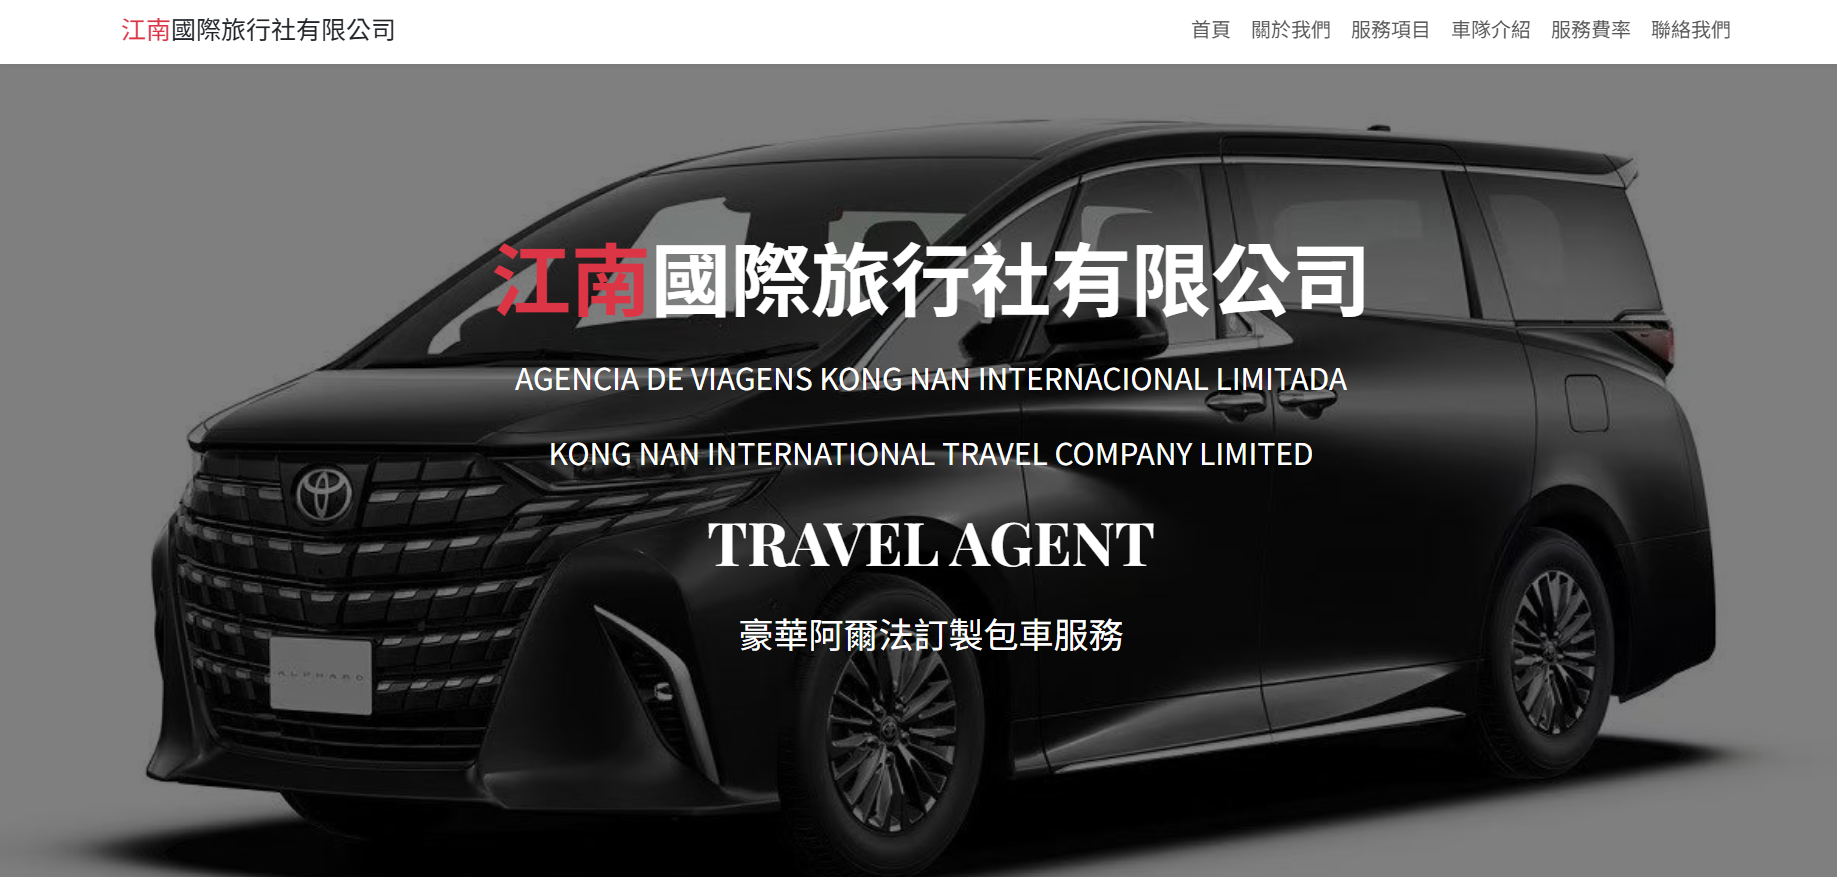 江南國際旅行社有限公司
首頁 關於我們 服務項目 車隊介紹 服務費率 聯絡我們
江南國際旅行社有限公司
AGENCIA DE VIAGENS KONG NAN INTERNACIONAL LIMITADA
KONG NAN INTERNATIONAL TRAVEL COMPANY LIMITED
TRAVEL AGENT
豪華阿爾法訂製包車服務
ALPHARD